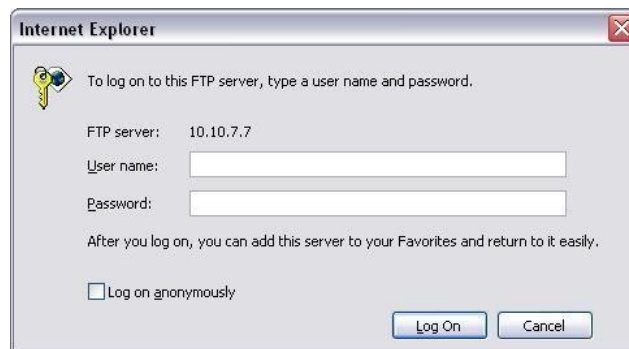 Internet Explorer
To log on to this FTP server, type a user name and password.
FTP server: 10.10.7.7
User name:
Password:
After you log on, you can add this server to your Favorites and return to it easily.
Log on anonymously
Log On Cancel